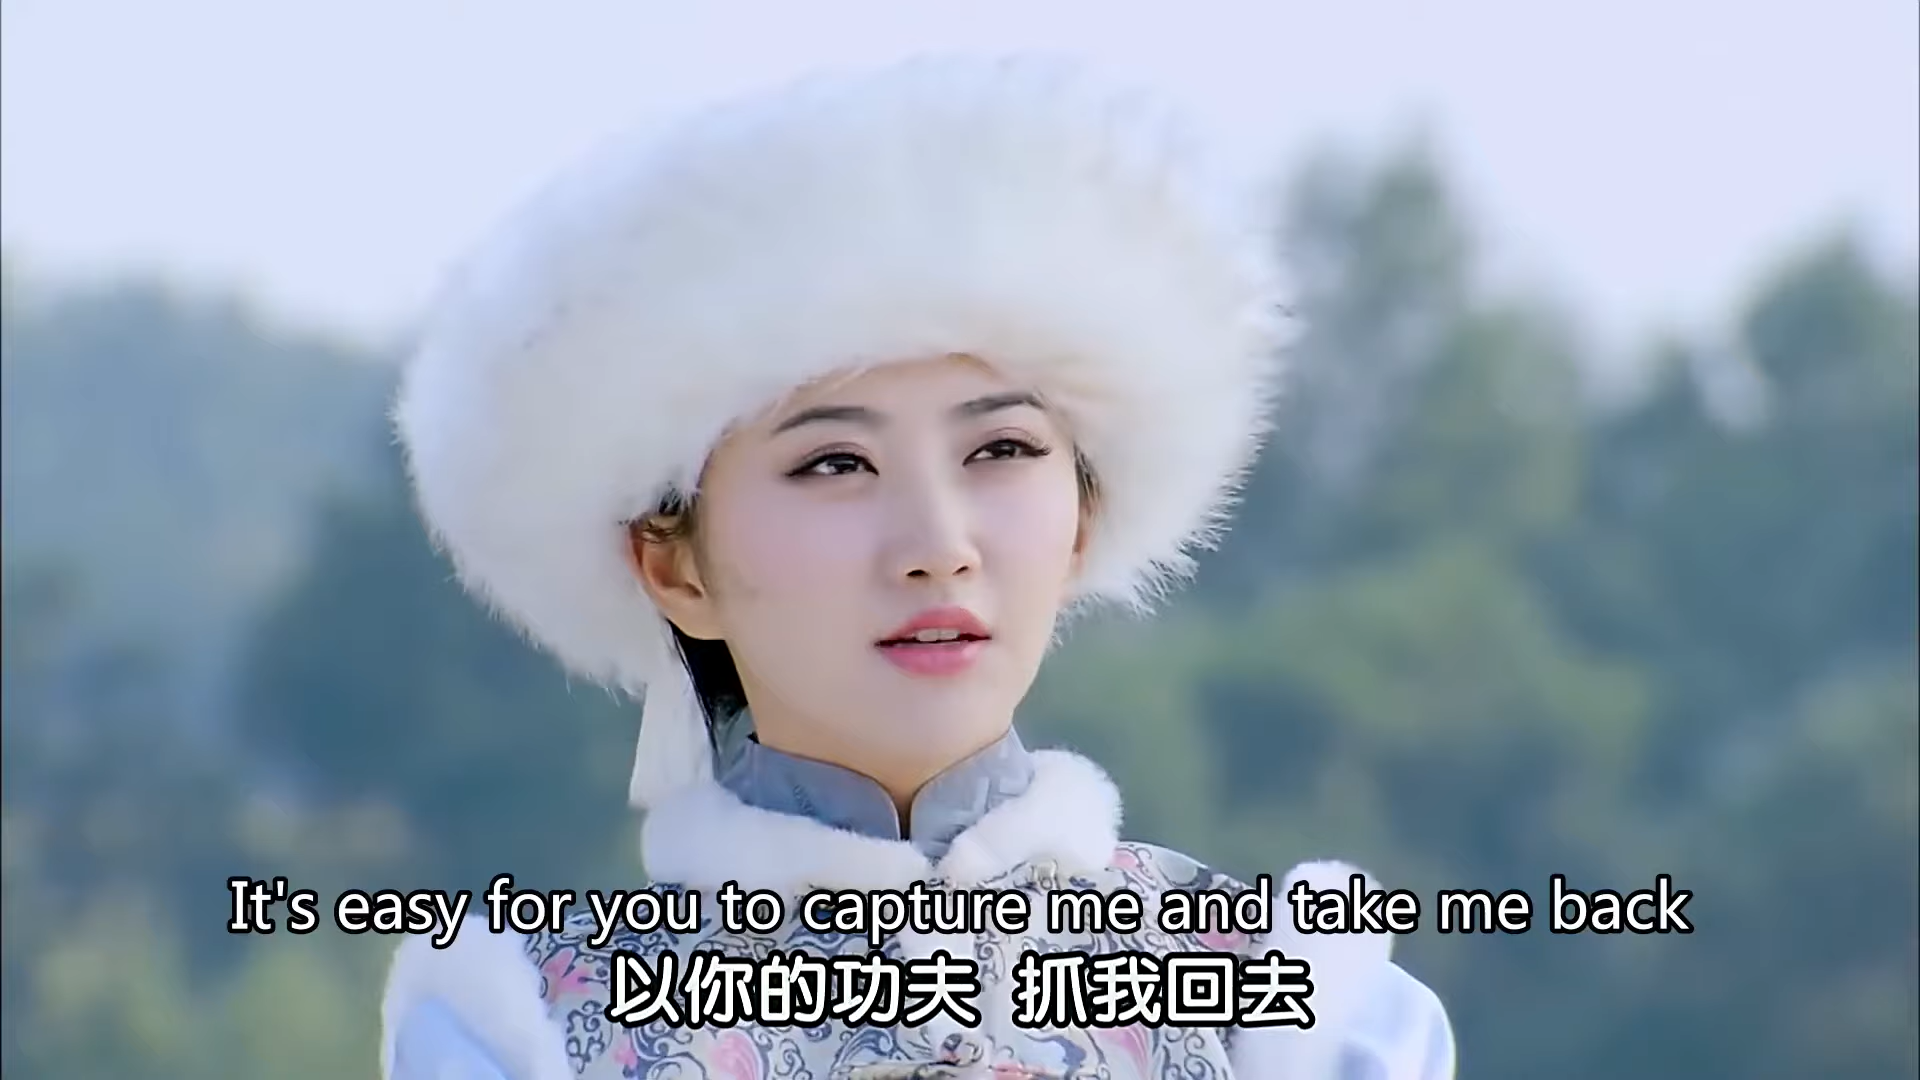 It's easy for you to capture me and take me back
以你的功夫 抓我回去